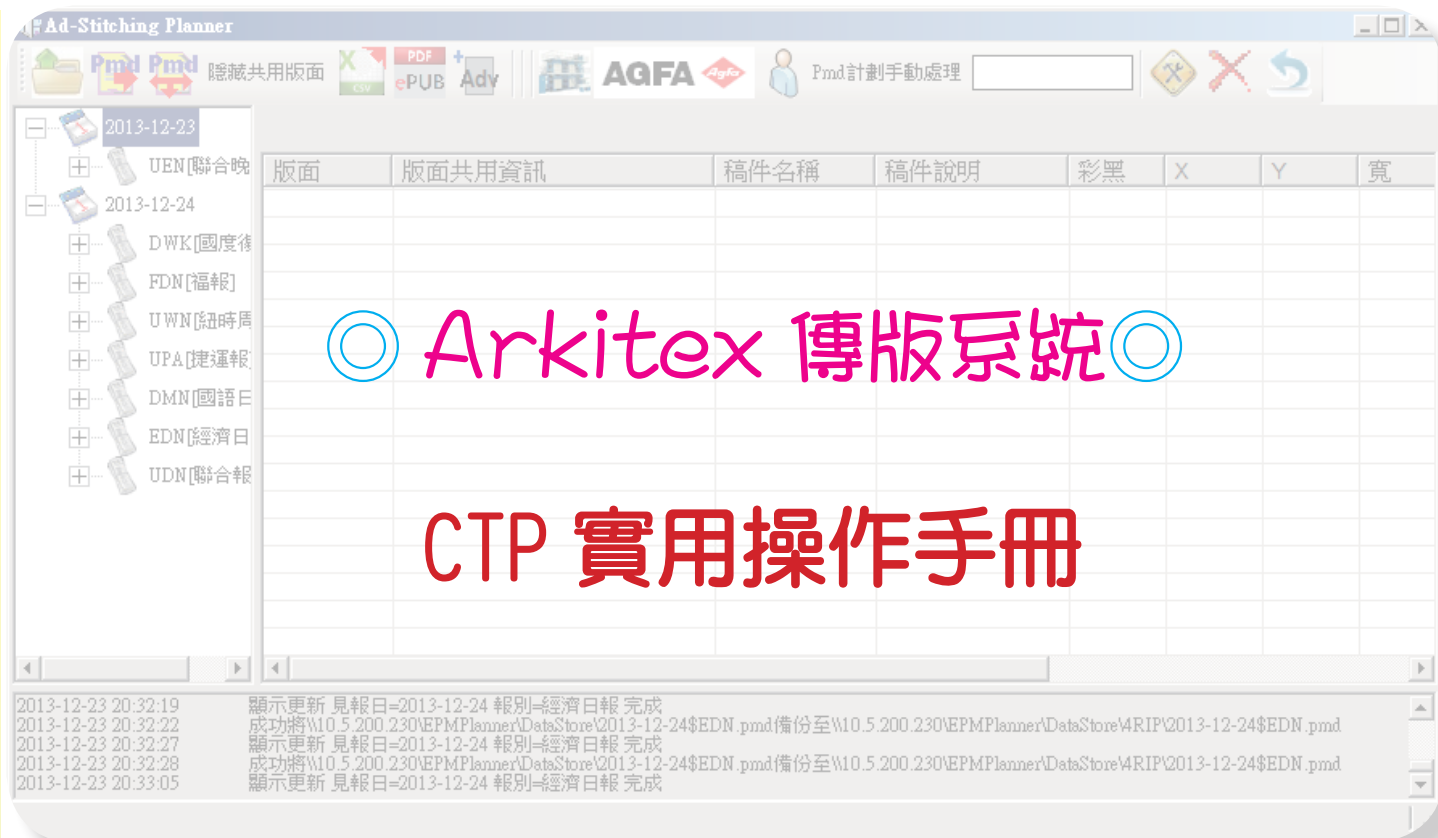 Ad-Stitching Planner
Pmd Pmd 隱藏共用版面 X CSV PDF ePUB +Adv AGFA Agfa Pmd計劃手動處理
2013-12-23
UEN[聯合晚
2013-12-24
DWK[國度復
FDN[福報]
UWN[紐時周
UPA[捷運報]
DMN[國語日
EDN[經濟日
UDN[聯合報
版面 版面共用資訊 稿件名稱 稿件說明 彩黑 X Y 寬
◎ Arkitex 傳版系統◎
CTP 實用操作手冊
2013-12-23 20:32:19 顯示更新 見報日=2013-12-24 報別=經濟日報 完成
2013-12-23 20:32:22 成功將\\10.5.200.230\EPMPlanner\DataStore\2013-12-24$EDN.pmd備份至\\10.5.200.230\EPMPlanner\DataStore\4RIP\2013-12-24$EDN.pmd
2013-12-23 20:32:27 顯示更新 見報日=2013-12-24 報別=經濟日報 完成
2013-12-23 20:32:28 成功將\\10.5.200.230\EPMPlanner\DataStore\2013-12-24$EDN.pmd備份至\\10.5.200.230\EPMPlanner\DataStore\4RIP\2013-12-24$EDN.pmd
2013-12-23 20:33:05 顯示更新 見報日=2013-12-24 報別=經濟日報 完成